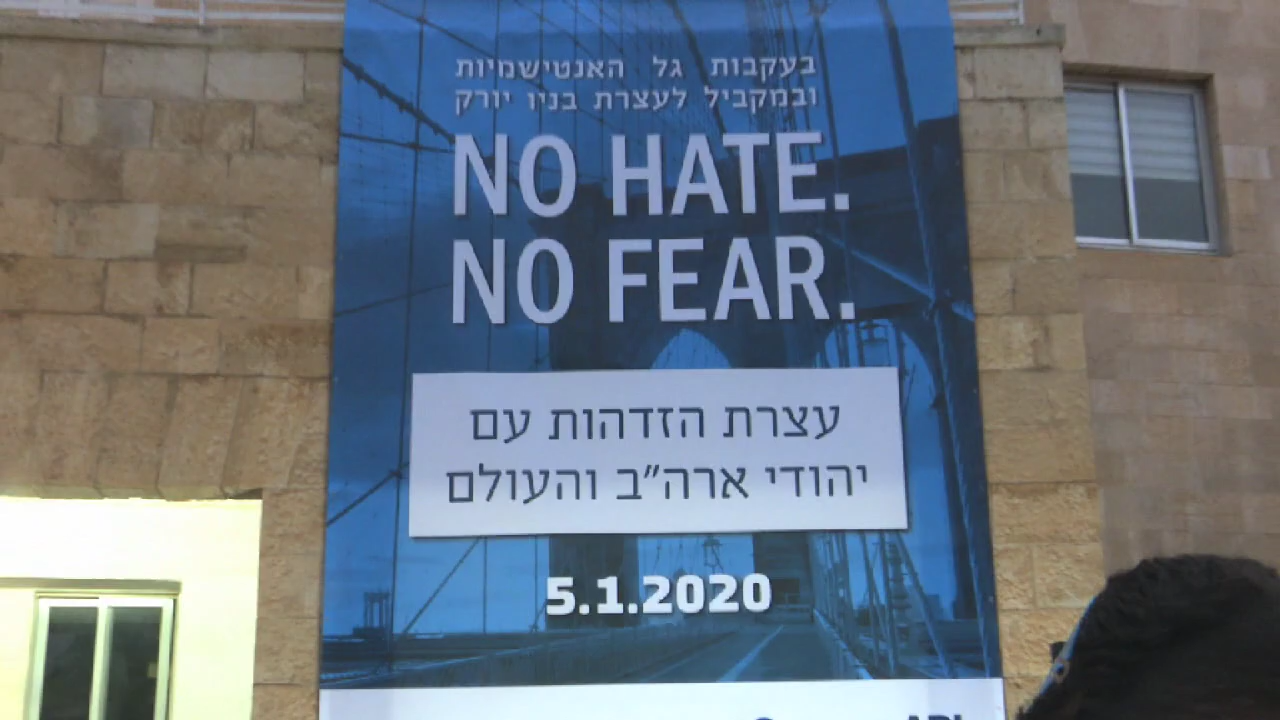 בעקבות גל האנטישמיות
ובמקביל לעצרת בניו יורק
NO HATE.
NO FEAR.
עצרת הזדהות עם
יהודי ארה"ב והעולם
5.1.2020